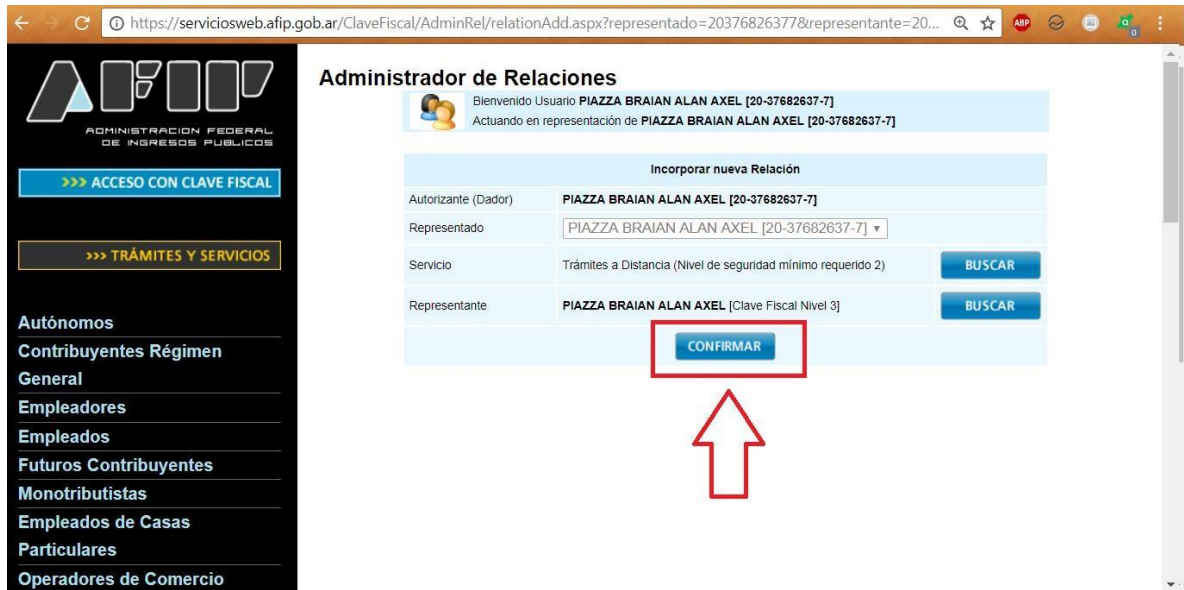 https://serviciosweb.afip.gob.ar/ClaveFiscal/AdminRel/relationAdd.aspx?representado=20376826377&representante=20...
ABP
a
0
AFIP
ADMINISTRACION FEDERAL
DE INGRESOS PUBLICOS
>>> ACCESO CON CLAVE FISCAL
>>> TRÁMITES Y SERVICIOS
Autónomos
Contribuyentes Régimen
General
Empleadores
Empleados
Futuros Contribuyentes
Monotributistas
Empleados de Casas
Particulares
Operadores de Comercio
Administrador de Relaciones
Bienvenido Usuario PIAZZA BRAIAN ALAN AXEL [20-37682637-7]
Actuando en representación de PIAZZA BRAIAN ALAN AXEL [20-37682637-7]
Incorporar nueva Relación
Autorizante (Dador) PIAZZA BRAIAN ALAN AXEL [20-37682637-7]
Representado PIAZZA BRAIAN ALAN AXEL [20-37682637-7]
Servicio Trámites a Distancia (Nivel de seguridad mínimo requerido 2) BUSCAR
Representante PIAZZA BRAIAN ALAN AXEL [Clave Fiscal Nivel 3] BUSCAR
CONFIRMAR